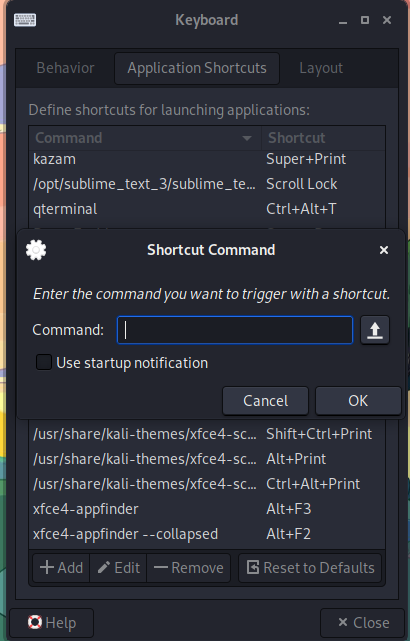 Keyboard
Behavior Application Shortcuts Layout
Define shortcuts for launching applications:
Command Shortcut
kazam Super+Print
/opt/sublime_text_3/sublime_te... Scroll Lock
qterminal Ctrl+Alt+T
Shortcut Command
Enter the command you want to trigger with a shortcut.
Command:
Use startup notification
Cancel OK
/usr/share/kali-themes/xfce4-sc... Shift+Ctrl+Print
/usr/share/kali-themes/xfce4-sc... Alt+Print
/usr/share/kali-themes/xfce4-sc... Ctrl+Alt+Print
xfce4-appfinder Alt+F3
xfce4-appfinder --collapsed Alt+F2
Add Edit Remove Reset to Defaults
Help Close